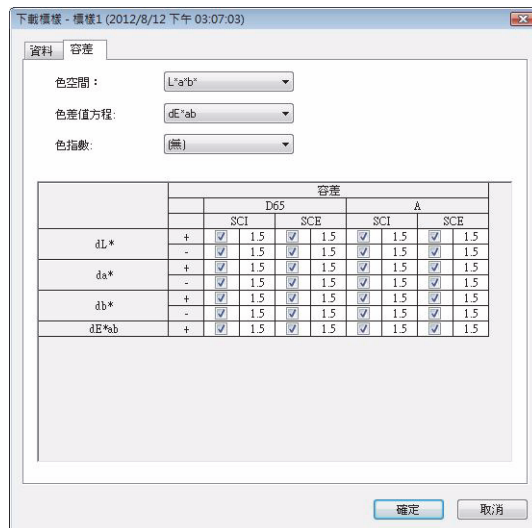 下載標樣 - 標樣1 (2012/8/12 下午 03:07:03)
資料 容差
色空間： L*a*b*
色差值方程: dE*ab
色指數: (無)
容差
D65 A
SCI SCE SCI SCE
dL* + 1.5 1.5 1.5 1.5
- 1.5 1.5 1.5 1.5
da* + 1.5 1.5 1.5 1.5
- 1.5 1.5 1.5 1.5
db* + 1.5 1.5 1.5 1.5
- 1.5 1.5 1.5 1.5
dE*ab + 1.5 1.5 1.5 1.5
確定 取消